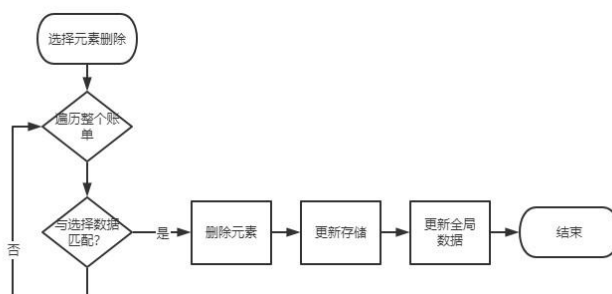 选择元素删除
遍历整个账
单
与选择数据
匹配?
是
删除元素
更新存储
更新全局
数据
结束
否